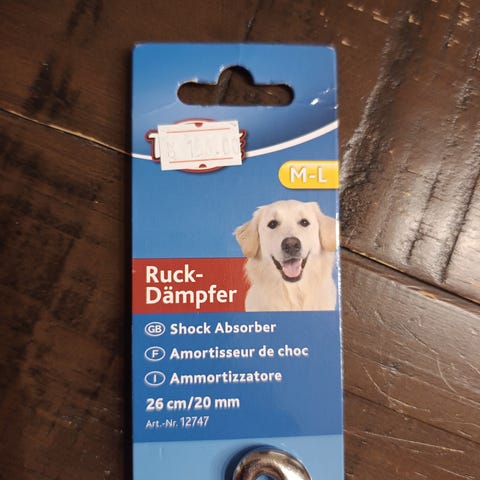 M-L
Ruck-
Dämpfer
GB Shock Absorber
F Amortisseur de choc
I Ammortizzatore
26 cm/20 mm
Art.-Nr. 12747